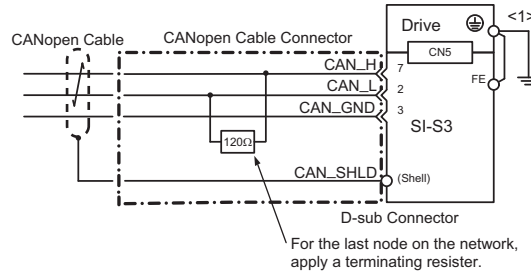 CANopen Cable
CANopen Cable Connector
Drive
<1>
CN5
CAN_H
7
FE
CAN_L
2
CAN_GND
3
SI-S3
120Ω
CAN_SHLD
(Shell)
D-sub Connector
For the last node on the network,
apply a terminating resister.